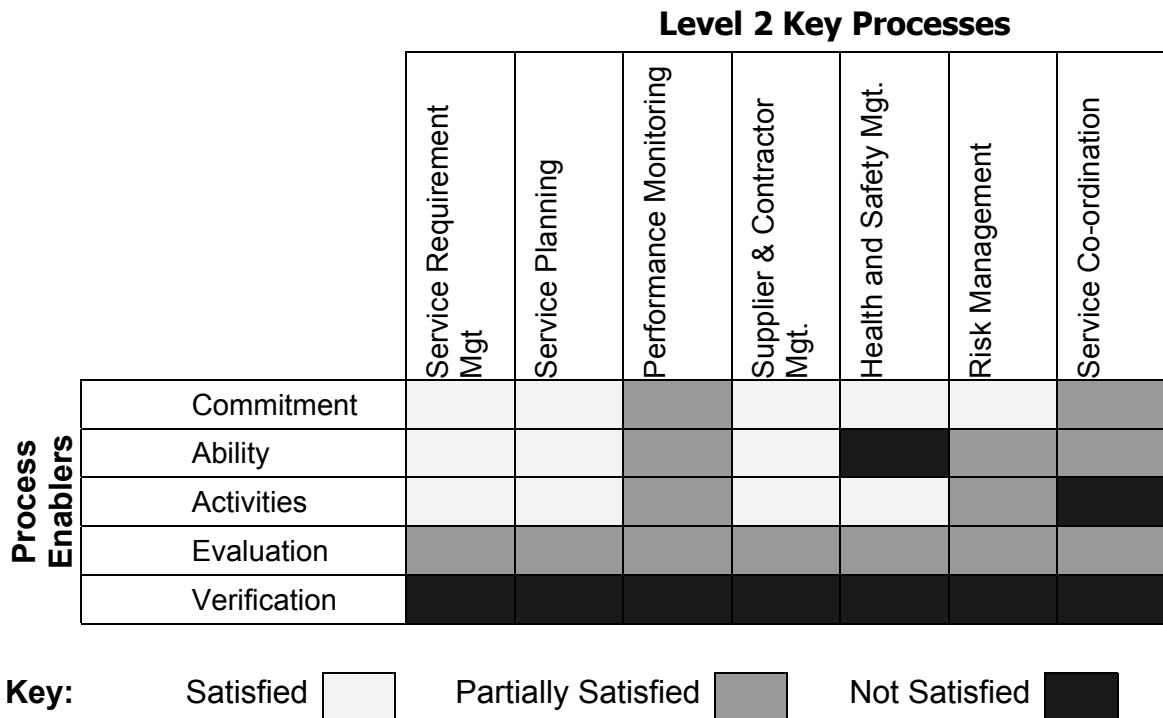 Level 2 Key Processes
Service Requirement
Mgt
Service Planning
Performance Monitoring
Supplier & Contractor
Mgt.
Health and Safety Mgt.
Risk Management
Service Co-ordination
Process
Enablers
Commitment
Ability
Activities
Evaluation
Verification
Key: Satisfied Partially Satisfied Not Satisfied